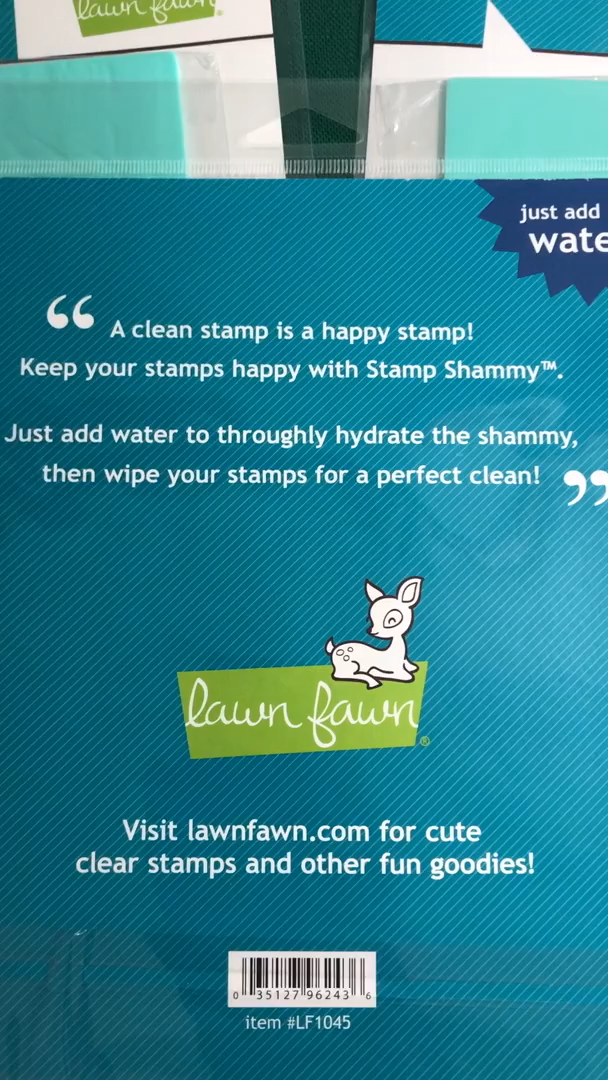 lawn fawn
just add
wate
“ A clean stamp is a happy stamp!
Keep your stamps happy with Stamp Shammy™.
Just add water to throughly hydrate the shammy,
then wipe your stamps for a perfect clean! ”
lawn fawn®
Visit lawnfawn.com for cute
clear stamps and other fun goodies!
0 35127 96243 6
item #LF1045